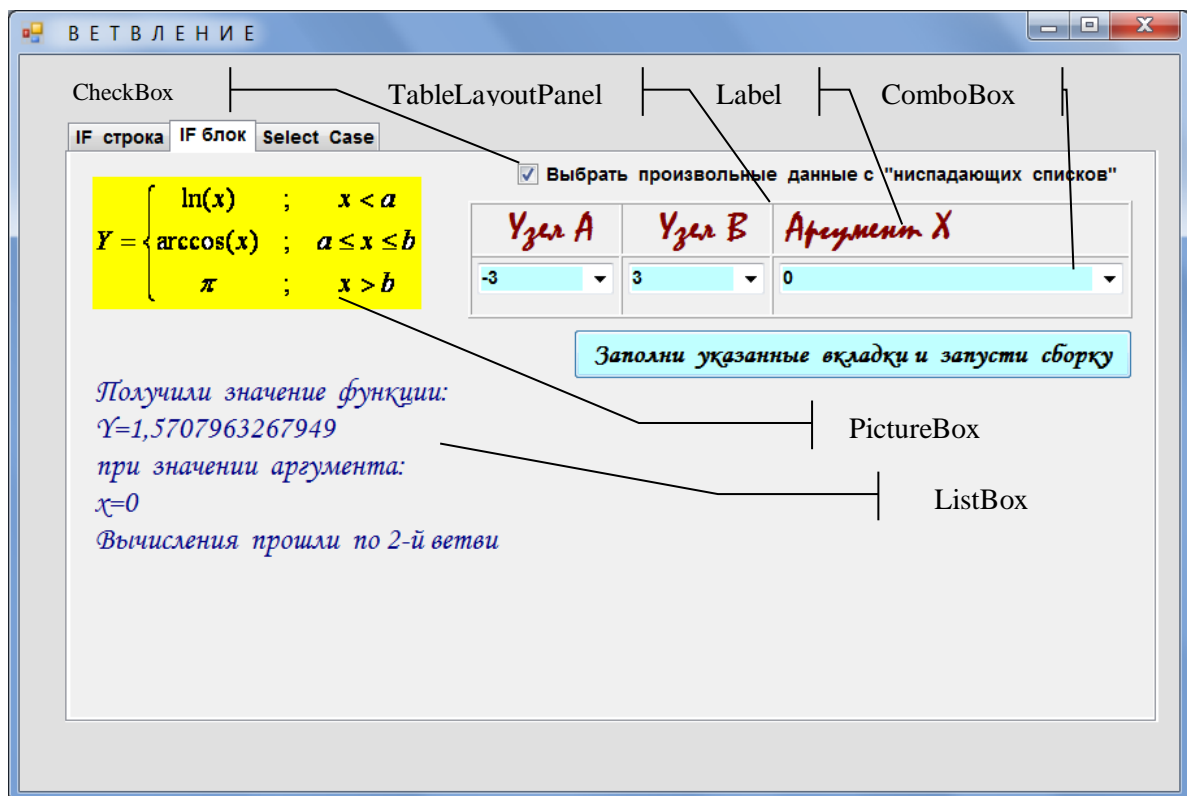 В Е Т В Л Е Н И Е
CheckBox TableLayoutPanel Label ComboBox
IF строка IF блок Select Case
Выбрать произвольные данные с "ниспадающих списков"
Y = { ln(x) ; x < a
arccos(x) ; a ≤ x ≤ b
π ; x > b
Узел A Узел B Аргумент X
-3 3 0
Заполни указанные вкладки и запусти сборку
Получили значение функции:
Y=1,5707963267949
при значении аргумента:
x=0
Вычисления прошли по 2-й ветви
PictureBox
ListBox